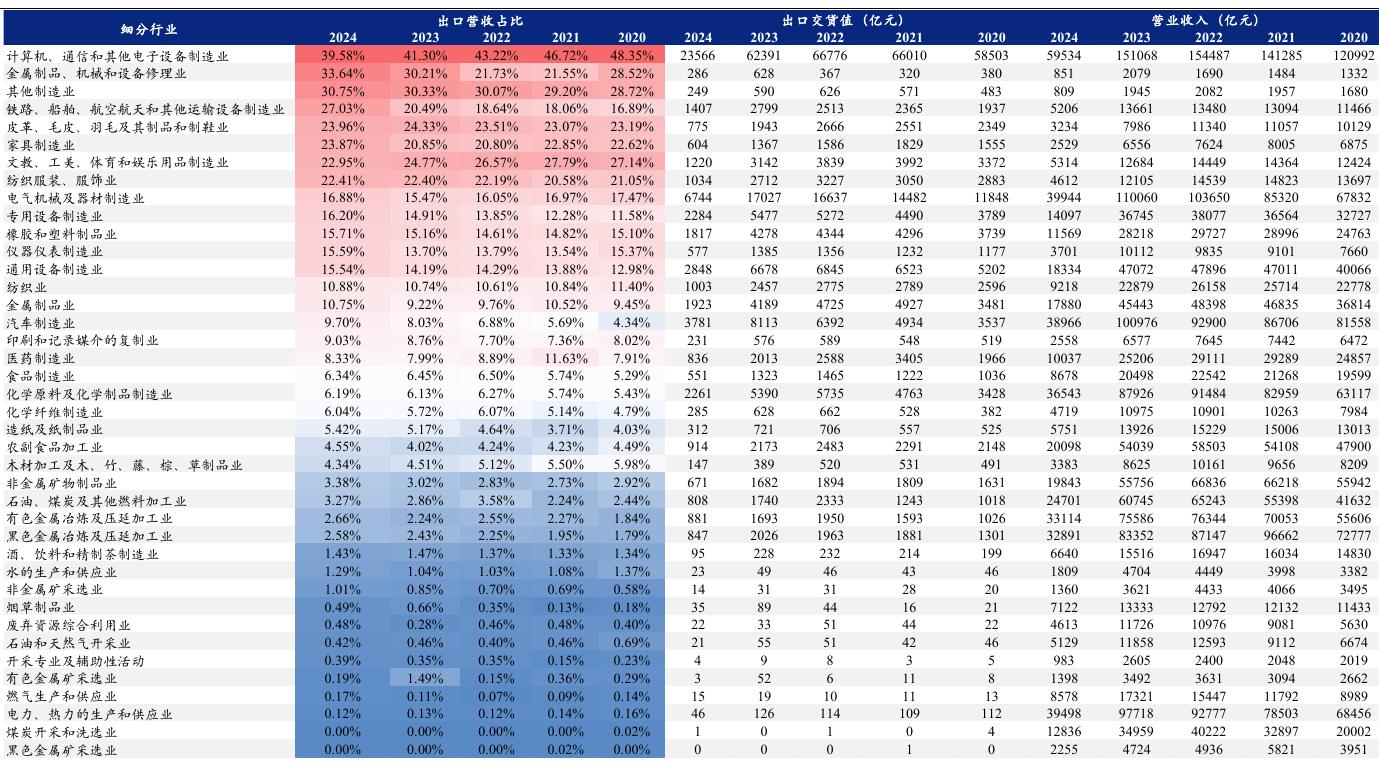 细分行业 出口营收占比 出口交货值（亿元） 营业收入（亿元）
2024 2023 2022 2021 2020 2024 2023 2022 2021 2020 2024 2023 2022 2021 2020
计算机、通信和其他电子设备制造业 39.58% 41.30% 43.22% 46.72% 48.35% 23566 62391 66776 66010 58503 59534 151068 154487 141285 120992
金属制品、机械和设备修理业 33.64% 30.21% 21.73% 21.55% 28.52% 286 628 367 320 380 851 2079 1690 1484 1332
其他制造业 30.75% 30.33% 30.07% 29.20% 28.72% 249 590 626 571 483 809 1945 2082 1957 1680
铁路、船舶、航空航天和其他运输设备制造业 27.03% 20.49% 18.64% 18.06% 16.89% 1407 2799 2513 2365 1937 5206 13661 13480 13094 11466
皮革、毛皮、羽毛及其制品和制鞋业 23.96% 24.33% 23.51% 23.07% 23.19% 775 1943 2666 2551 2349 3234 7986 11340 11057 10129
家具制造业 23.87% 20.85% 20.80% 22.85% 22.62% 604 1367 1586 1829 1555 2529 6556 7624 8005 6875
文教、工美、体育和娱乐用品制造业 22.95% 24.77% 26.57% 27.79% 27.14% 1220 3142 3839 3992 3372 5314 12684 14449 14364 12424
纺织服装、服饰业 22.41% 22.40% 22.19% 20.58% 21.05% 1034 2712 3227 3050 2883 4612 12105 14539 14823 13697
电气机械及器材制造业 16.88% 15.47% 16.05% 16.97% 17.47% 6744 17027 16637 14482 11848 39944 110060 103650 85320 67832
专用设备制造业 16.20% 14.91% 13.85% 12.28% 11.58% 2284 5477 5272 4490 3789 14097 36745 38077 36564 32727
橡胶和塑料制品业 15.71% 15.16% 14.61% 14.82% 15.10% 1817 4278 4344 4296 3739 11569 28218 29727 28996 24763
仪器仪表制造业 15.59% 13.70% 13.79% 13.54% 15.37% 577 1385 1356 1232 1177 3701 10112 9835 9101 7660
通用设备制造业 15.54% 14.19% 14.29% 13.88% 12.98% 2848 6678 6845 6523 5202 18334 47072 47896 47011 40066
纺织业 10.88% 10.74% 10.61% 10.84% 11.40% 1003 2457 2775 2789 2596 9218 22879 26158 25714 22778
金属制品业 10.75% 9.22% 9.76% 10.52% 9.45% 1923 4189 4725 4927 3481 17880 45443 48398 46835 36814
汽车制造业 9.70% 8.03% 6.88% 5.69% 4.34% 3781 8113 6392 4934 3537 38966 100976 92900 86706 81558
印刷和记录媒介的复制业 9.03% 8.76% 7.70% 7.36% 8.02% 231 576 589 548 519 2558 6577 7645 7442 6472
医药制造业 8.33% 7.99% 8.89% 11.63% 7.91% 836 2013 2588 3405 1966 10037 25206 29111 29289 24857
食品制造业 6.34% 6.45% 6.50% 5.74% 5.29% 551 1323 1465 1222 1036 8678 20498 22542 21268 19599
化学原料及化学制品制造业 6.19% 6.13% 6.27% 5.74% 5.43% 2261 5390 5735 4763 3428 36543 87926 91484 82959 63117
化学纤维制造业 6.04% 5.72% 6.07% 5.14% 4.79% 285 628 662 528 382 4719 10975 10901 10263 7984
造纸及纸制品业 5.42% 5.17% 4.64% 3.71% 4.03% 312 721 706 557 525 5751 13926 15229 15006 13013
农副食品加工业 4.55% 4.02% 4.24% 4.23% 4.49% 914 2173 2483 2291 2148 20098 54039 58503 54108 47900
木材加工及木、竹、藤、棕、草制品业 4.34% 4.51% 5.12% 5.50% 5.98% 147 389 520 531 491 3383 8625 10161 9656 8209
非金属矿物制品业 3.38% 3.02% 2.83% 2.73% 2.92% 671 1682 1894 1809 1631 19843 55756 66836 66218 55942
石油、煤炭及其他燃料加工业 3.27% 2.86% 3.58% 2.24% 2.44% 808 1740 2333 1243 1018 24701 60745 65243 55398 41632
有色金属冶炼及压延加工业 2.66% 2.24% 2.55% 2.27% 1.84% 881 1693 1950 1593 1026 33114 75586 76344 70053 55606
黑色金属冶炼及压延加工业 2.58% 2.43% 2.25% 1.95% 1.79% 847 2026 1963 1881 1301 32891 83352 87147 96662 72777
酒、饮料和精制茶制造业 1.43% 1.47% 1.37% 1.33% 1.34% 95 228 232 214 199 6640 15516 16947 16034 14830
水的生产和供应业 1.29% 1.04% 1.03% 1.08% 1.37% 23 49 46 43 46 1809 4704 4449 3998 3382
非金属矿采选业 1.01% 0.85% 0.70% 0.69% 0.58% 14 31 31 28 20 1360 3621 4433 4066 3495
烟草制品业 0.49% 0.66% 0.35% 0.13% 0.18% 35 89 44 16 21 7122 13333 12792 12132 11433
废弃资源综合利用业 0.48% 0.28% 0.46% 0.48% 0.40% 22 33 51 44 22 4613 11726 10976 9081 5630
石油和天然气开采业 0.42% 0.46% 0.40% 0.46% 0.69% 21 55 51 42 46 5129 11858 12593 9112 6674
开采专业及辅助性活动 0.39% 0.35% 0.35% 0.15% 0.23% 4 9 8 3 5 983 2605 2400 2048 2019
有色金属矿采选业 0.19% 1.49% 0.15% 0.36% 0.29% 3 52 6 11 8 1398 3492 3631 3094 2662
燃气生产和供应业 0.17% 0.11% 0.07% 0.09% 0.14% 15 19 10 11 13 8578 17321 15447 11792 8989
电力、热力的生产和供应业 0.12% 0.13% 0.12% 0.14% 0.16% 46 126 114 109 112 39498 97718 92777 78503 68456
煤炭开采和洗选业 0.00% 0.00% 0.00% 0.00% 0.02% 1 0 1 0 4 12836 34959 40222 32897 20002
黑色金属矿采选业 0.00% 0.00% 0.00% 0.02% 0.00% 0 0 0 1 0 2255 4724 4936 5821 3951